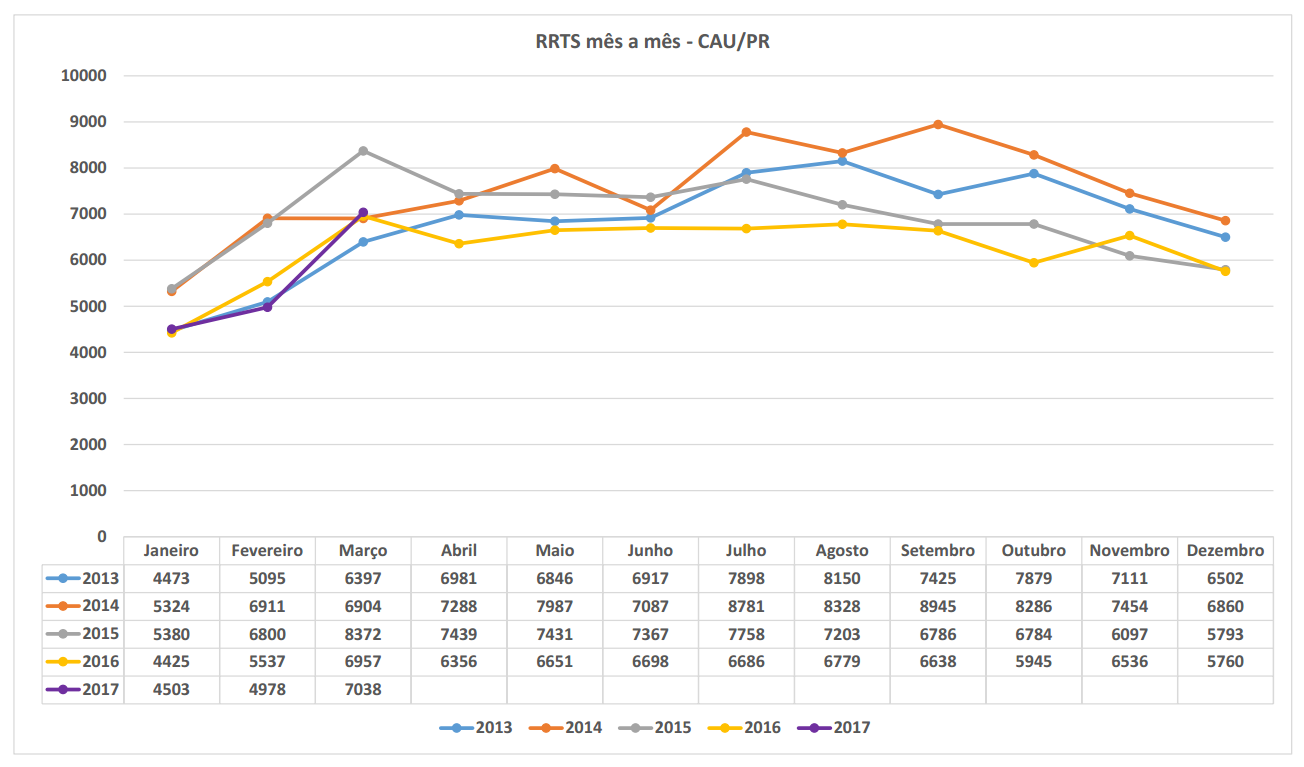 RRTS mês a mês - CAU/PR
10000
9000
8000
7000
6000
5000
4000
3000
2000
1000
0
Janeiro Fevereiro Março Abril Maio Junho Julho Agosto Setembro Outubro Novembro Dezembro
2013 4473 5095 6397 6981 6846 6917 7898 8150 7425 7879 7111 6502
2014 5324 6911 6904 7288 7987 7087 8781 8328 8945 8286 7454 6860
2015 5380 6800 8372 7439 7431 7367 7758 7203 6786 6784 6097 5793
2016 4425 5537 6957 6356 6651 6698 6686 6779 6638 5945 6536 5760
2017 4503 4978 7038
2013 2014 2015 2016 2017